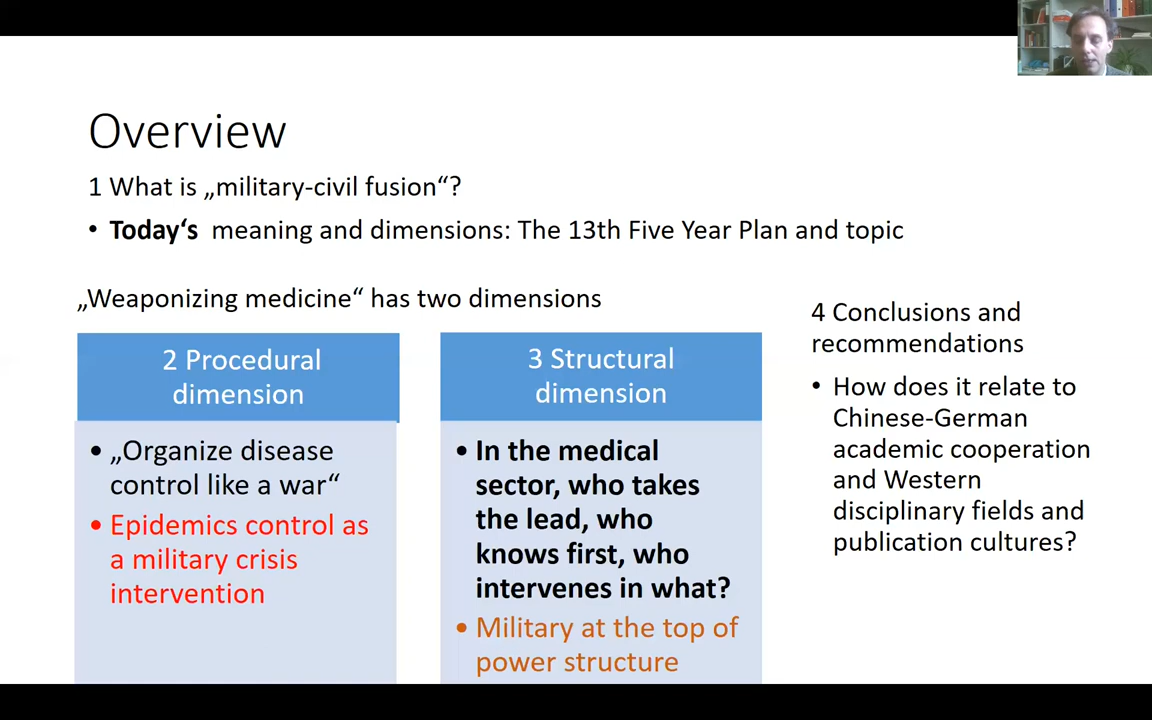 Overview
1 What is „military-civil fusion“?
• Today‘s meaning and dimensions: The 13th Five Year Plan and topic
„Weaponizing medicine“ has two dimensions
2 Procedural
dimension
• „Organize disease
control like a war“
• Epidemics control as
a military crisis
intervention
3 Structural
dimension
• In the medical
sector, who takes
the lead, who
knows first, who
intervenes in what?
• Military at the top of
power structure
4 Conclusions and
recommendations
• How does it relate to
Chinese-German
academic cooperation
and Western
disciplinary fields and
publication cultures?